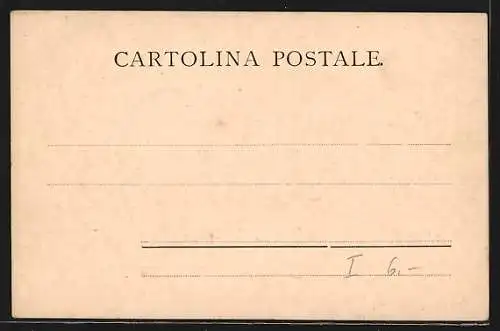 CARTOLINA POSTALE.
I 6.-